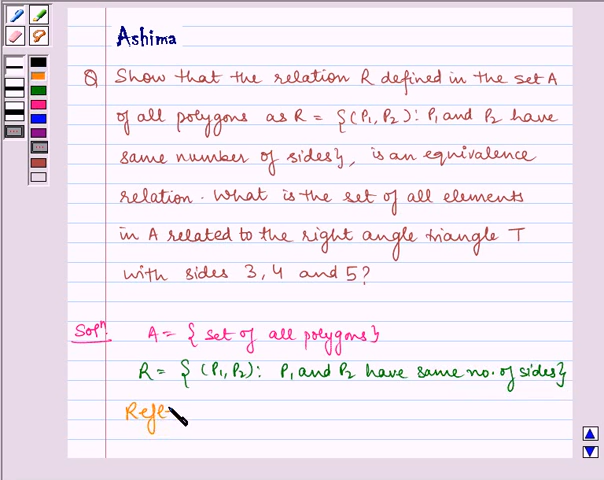 Ashima
Q Show that the relation R defined in the set A
of all polygons as R = {(P₁, P₂): P₁ and P₂ have
same number of sides}, is an equivalence
relation. What is the set of all elements
in A related to the right angle triangle T
with sides 3, 4 and 5?
Solⁿ. A = { set of all polygons}
R = { (P₁, P₂): P₁ and P₂ have same no. of sides}
Refle